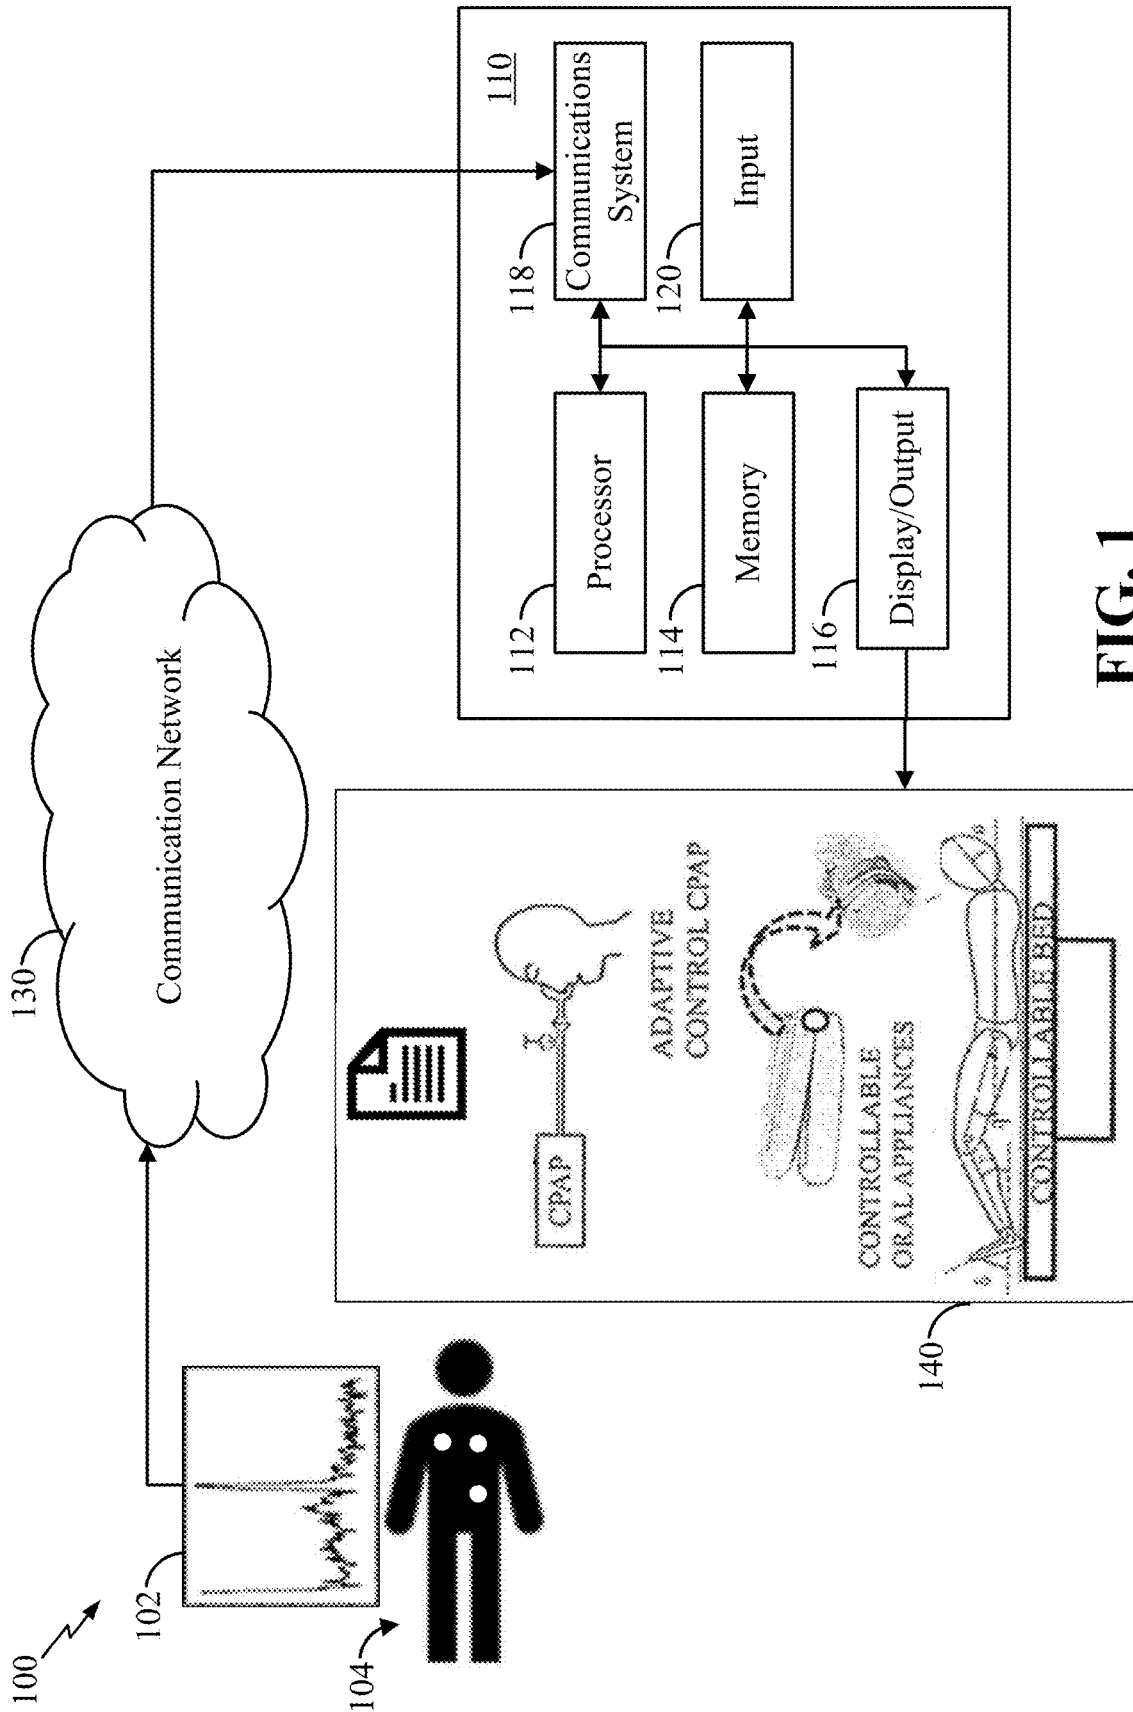 100
102
104
130
Communication Network
110
118
Communications
System
120
Input
112
Processor
114
Memory
116
Display/Output
140
CPAP
ADAPTIVE
CONTROL CPAP
CONTROLLABLE
ORAL APPLIANCES
CONTROLLABLE BED
FIG. 1